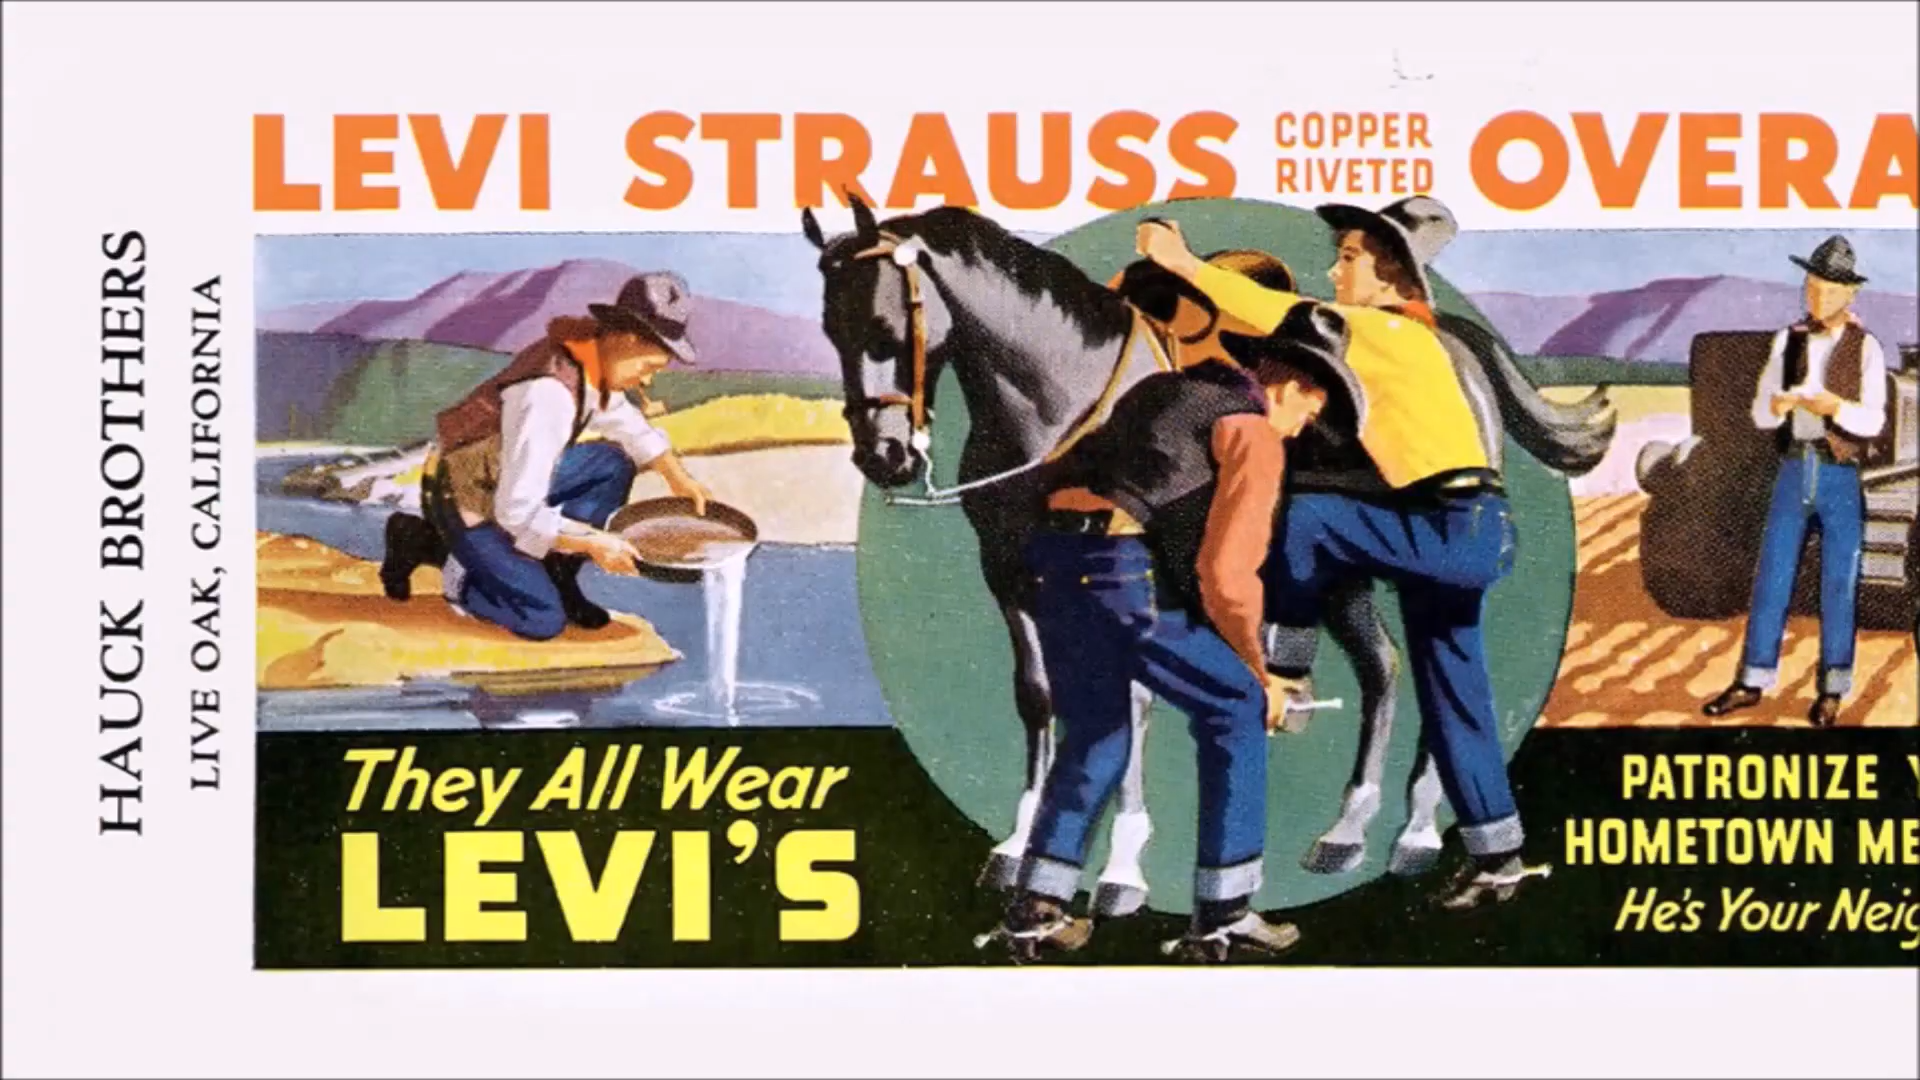 HAUCK BROTHERS
LIVE OAK, CALIFORNIA
LEVI STRAUSS COPPER RIVETED OVERA
They All Wear
LEVI'S
PATRONIZE Y
HOMETOWN ME
He's Your Neig